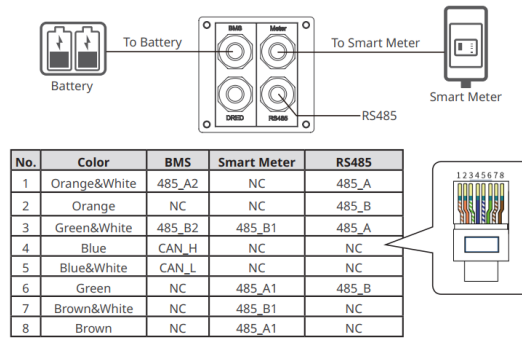 BMS Meter
To Battery
To Smart Meter
Battery
Smart Meter
DRED RS485
RS485
No. Color BMS Smart Meter RS485
1 Orange&White 485_A2 NC 485_A
2 Orange NC NC 485_B
3 Green&White 485_B2 485_B1 485_A
4 Blue CAN_H NC NC
5 Blue&White CAN_L NC NC
6 Green NC 485_A1 485_B
7 Brown&White NC 485_B1 NC
8 Brown NC 485_A1 NC
12345678